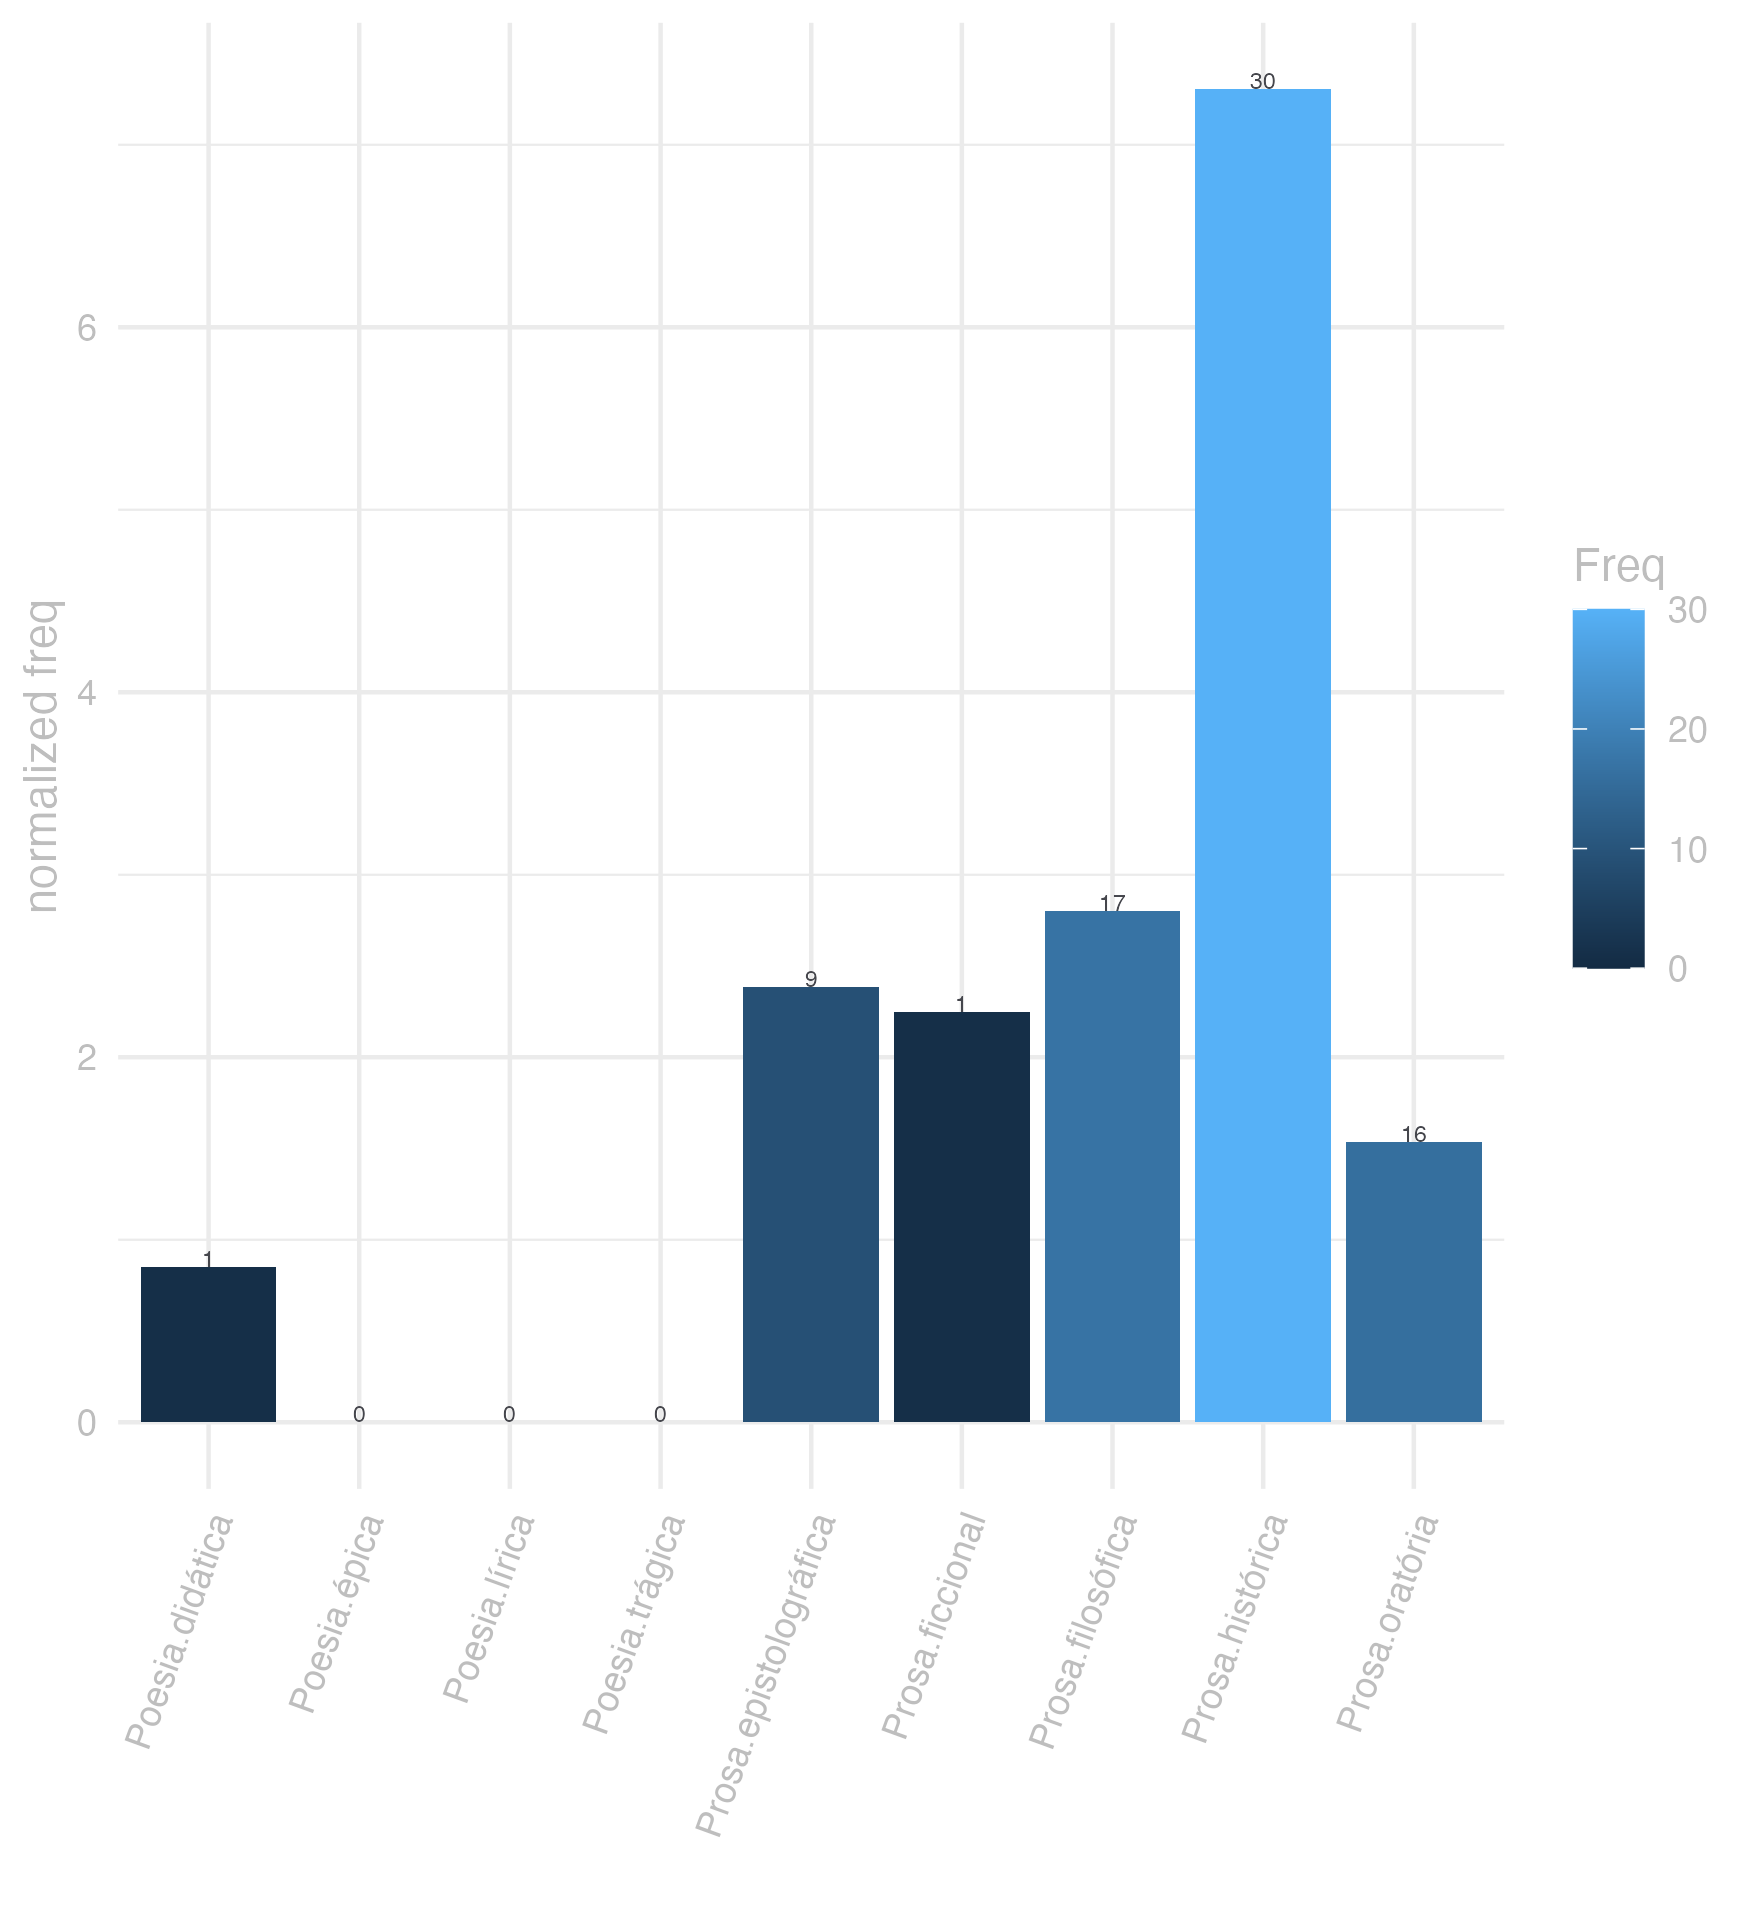 30
6
Freq
30
normalized freq
4
20
10
17
9
1
0
2
16
1
0
0
0
0
Poesia.didática
Poesia.épica
Poesia.lírica
Poesia.trágica
Prosa.epistolográfica
Prosa.ficcional
Prosa.filosófica
Prosa.histórica
Prosa.oratória